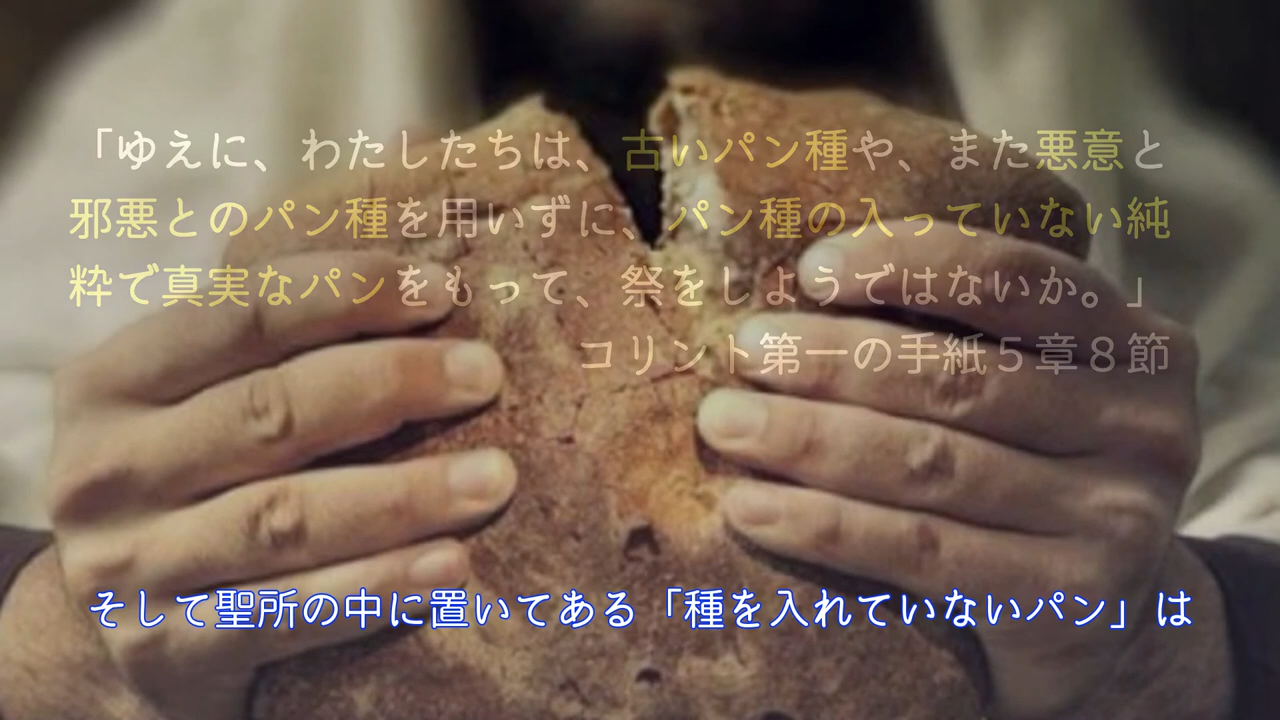 「ゆえに、わたしたちは、古いパン種や、また悪意と
邪悪とのパン種を用いずに、パン種の入っていない純
粋で真実なパンをもって、祭をしようではないか。」
コリント第一の手紙５章８節
そして聖所の中に置いてある「種を入れていないパン」は